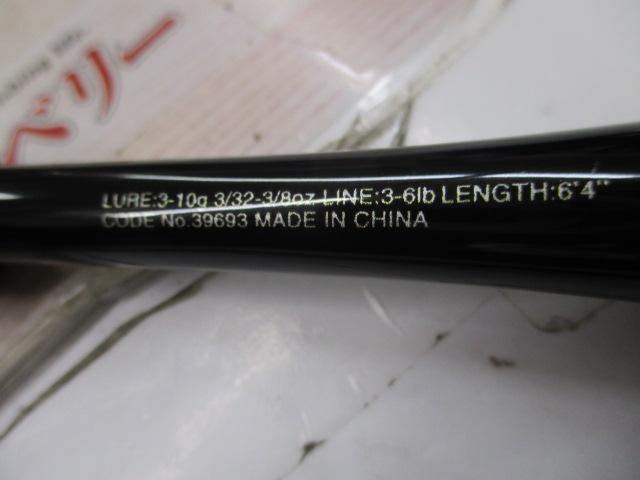 ベリー
LURE:3-10g 3/32-3/8oz LINE:3-6lb LENGTH:6'4"
CODE No.39693 MADE IN CHINA